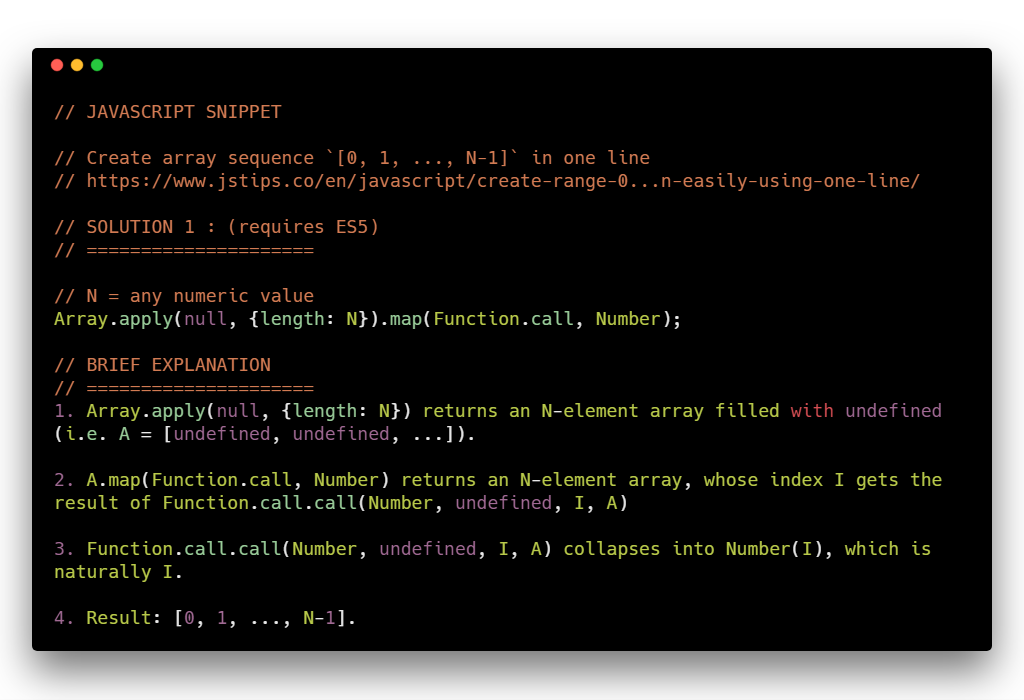 // JAVASCRIPT SNIPPET
// Create array sequence `[0, 1, ..., N-1]` in one line
// https://www.jstips.co/en/javascript/create-range-0...n-easily-using-one-line/
// SOLUTION 1 : (requires ES5)
// =====================
// N = any numeric value
Array.apply(null, {length: N}).map(Function.call, Number);
// BRIEF EXPLANATION
// =====================
1. Array.apply(null, {length: N}) returns an N-element array filled with undefined
(i.e. A = [undefined, undefined, ...]).
2. A.map(Function.call, Number) returns an N-element array, whose index I gets the
result of Function.call.call(Number, undefined, I, A)
3. Function.call.call(Number, undefined, I, A) collapses into Number(I), which is
naturally I.
4. Result: [0, 1, ..., N-1].